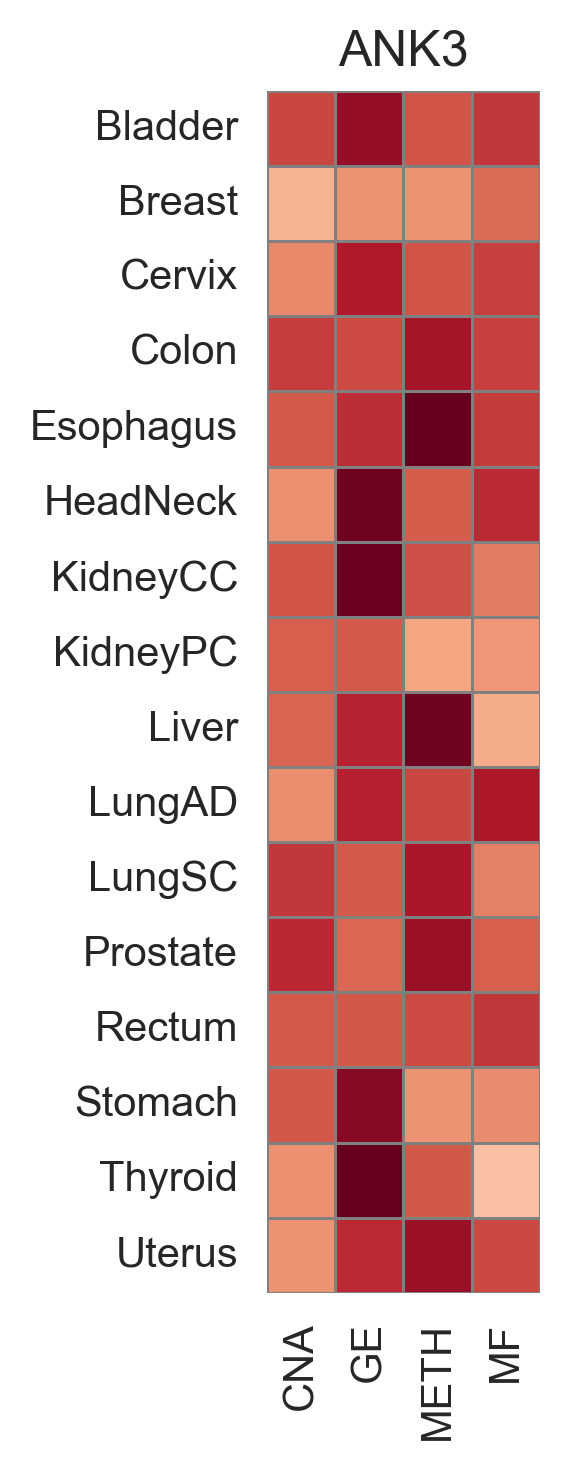 ANK3
Bladder
Breast
Cervix
Colon
Esophagus
HeadNeck
KidneyCC
KidneyPC
Liver
LungAD
LungSC
Prostate
Rectum
Stomach
Thyroid
Uterus
CNA
GE
METH
MF